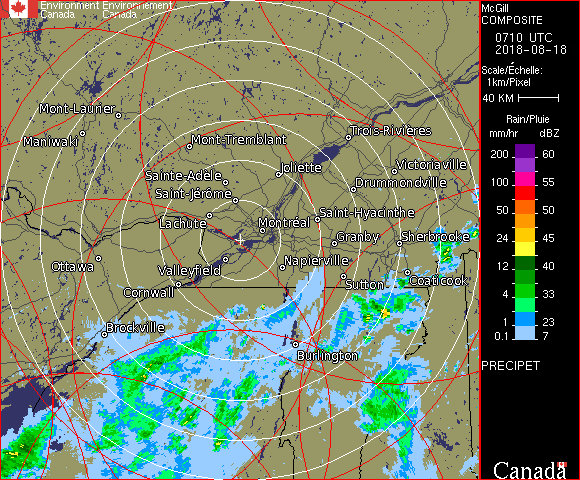 Environment Environnement
Canada Canada
McGill
COMPOSITE
0710 UTC
2018-08-18
Scale/Échelle:
1km/Pixel
40 KM
Rain/Pluie
mm/hr dBZ
200 60
100 55
50 50
24 45
12 40
4 33
1 23
0.1 7
PRECIPET
Canada
Mont-Laurier
Maniwaki
Mont-Tremblant
Trois-Rivières
Sainte-Adèle
Joliette
Victoriaville
Saint-Jérôme
Drummondville
Lachute
Montréal
Saint-Hyacinthe
Granby
Sherbrooke
Ottawa
Valleyfield
Napierville
Cornwall
Sutton
Coaticook
Brockville
Burlington